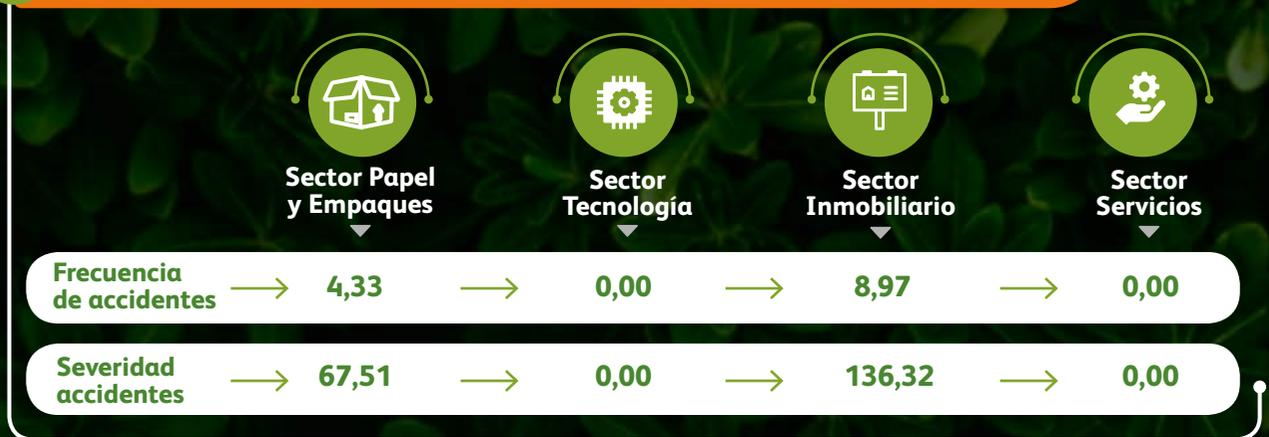 Sector Papel
y Empaques
Sector
Tecnología
Sector
Inmobiliario
Sector
Servicios
Frecuencia
de accidentes
4,33
0,00
8,97
0,00
Severidad
accidentes
67,51
0,00
136,32
0,00